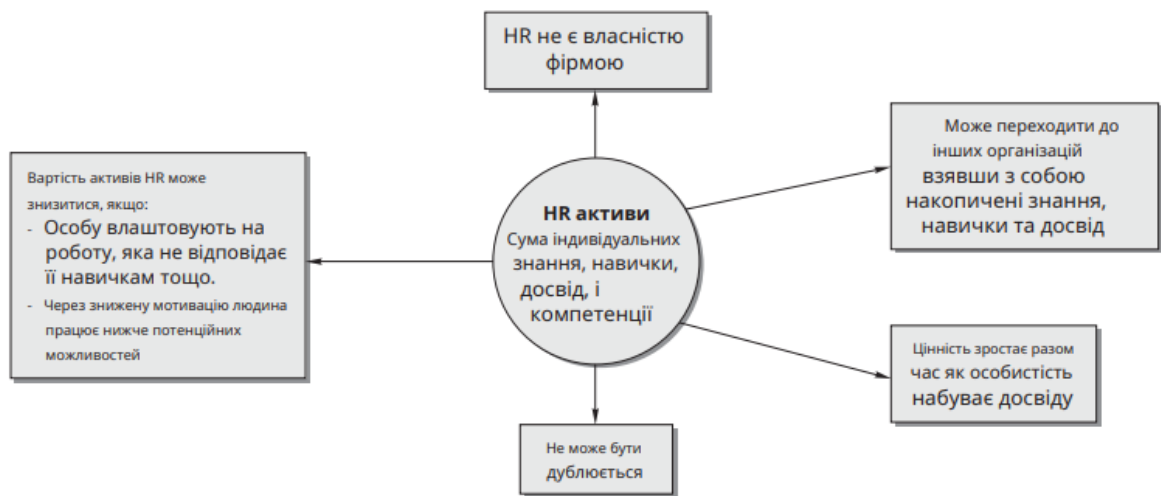 HR не є власністю
фірмою
Може переходити до
інших організацій
взявши з собою
накопичені знання,
навички та досвід
Вартість активів HR може
знизитися, якщо:
- Особу влаштовують на
роботу, яка не відповідає
її навичкам тощо.
- Через знижену мотивацію людина
працює нижче потенційних
можливостей
HR активи
Сума індивідуальних
знання, навички,
досвід, і
компетенції
Цінність зростає разом
час як особистість
набуває досвіду
Не може бути
дублюється